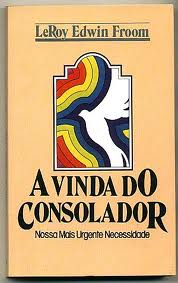 LeRoy Edwin Froom
A VINDA DO
CONSOLADOR
Nossa Mais Urgente Necessidade